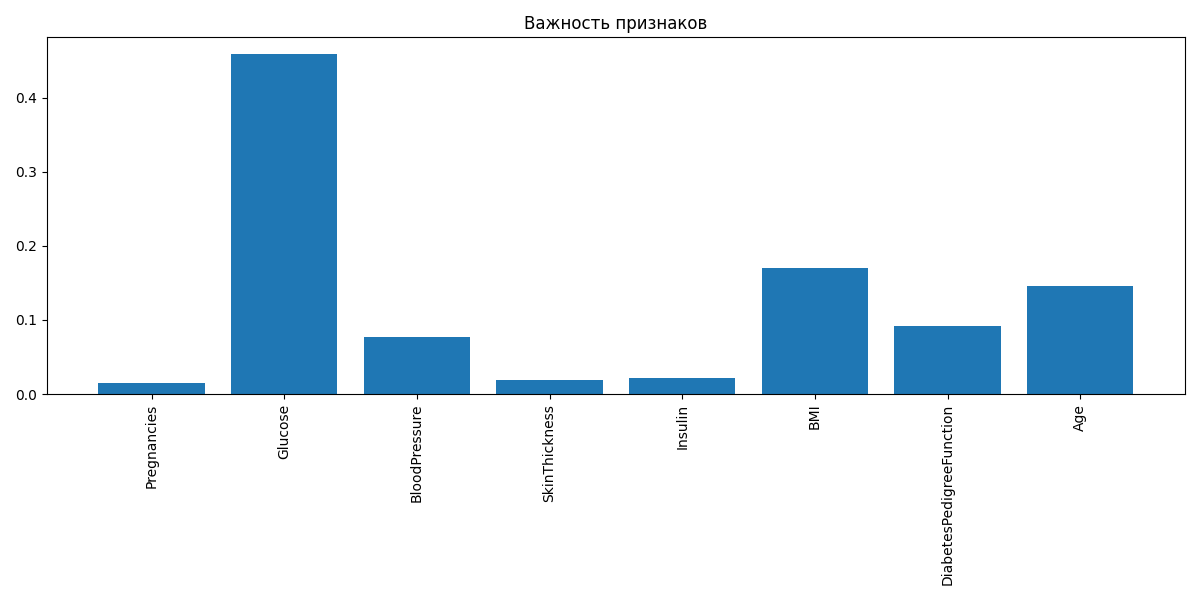 Важность признаков
0.4
0.3
0.2
0.1
0.0
Pregnancies
Glucose
BloodPressure
SkinThickness
Insulin
BMI
DiabetesPedigreeFunction
Age